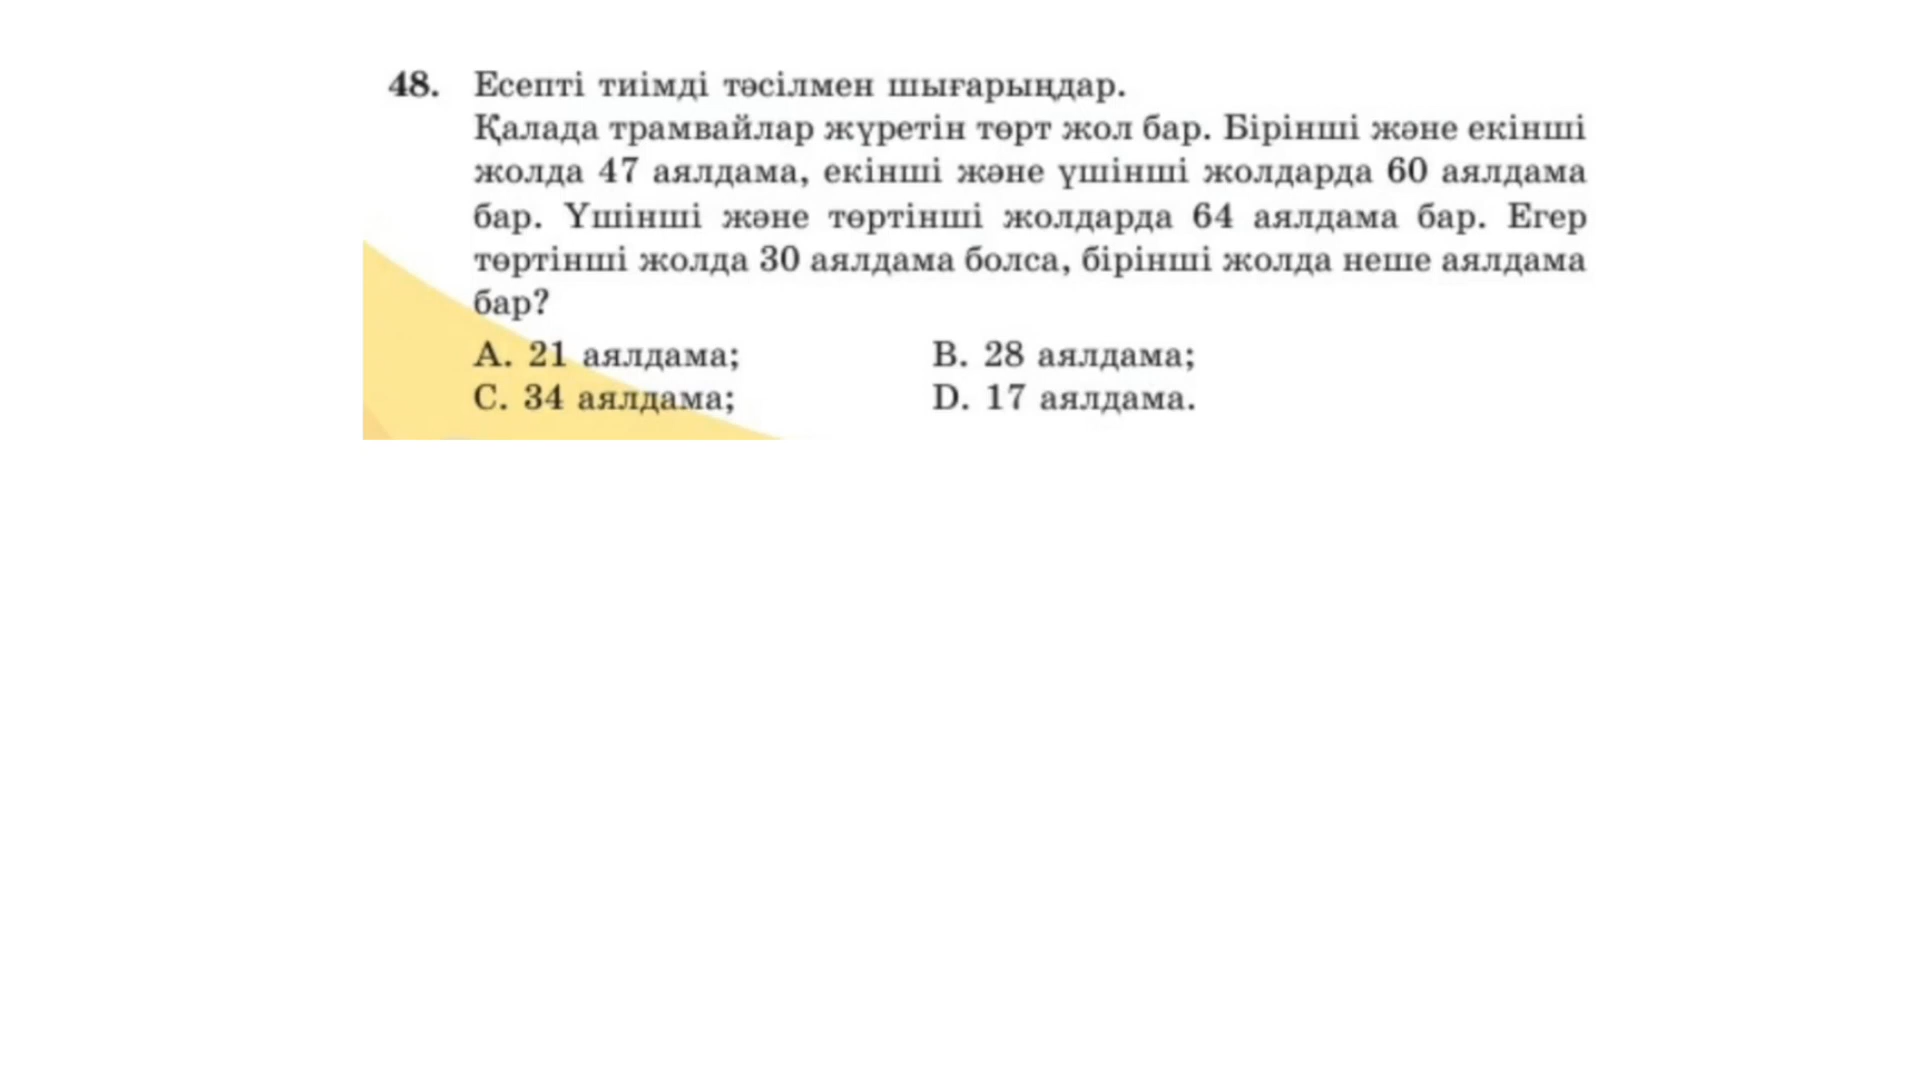 48. Есепті тиімді тәсілмен шығарыңдар.
Қалада трамвайлар жүретін төрт жол бар. Бірінші және екінші
жолда 47 аялдама, екінші және үшінші жолдарда 60 аялдама
бар. Үшінші және төртінші жолдарда 64 аялдама бар. Егер
төртінші жолда 30 аялдама болса, бірінші жолда неше аялдама
бар?
A. 21 аялдама; B. 28 аялдама;
C. 34 аялдама; D. 17 аялдама.